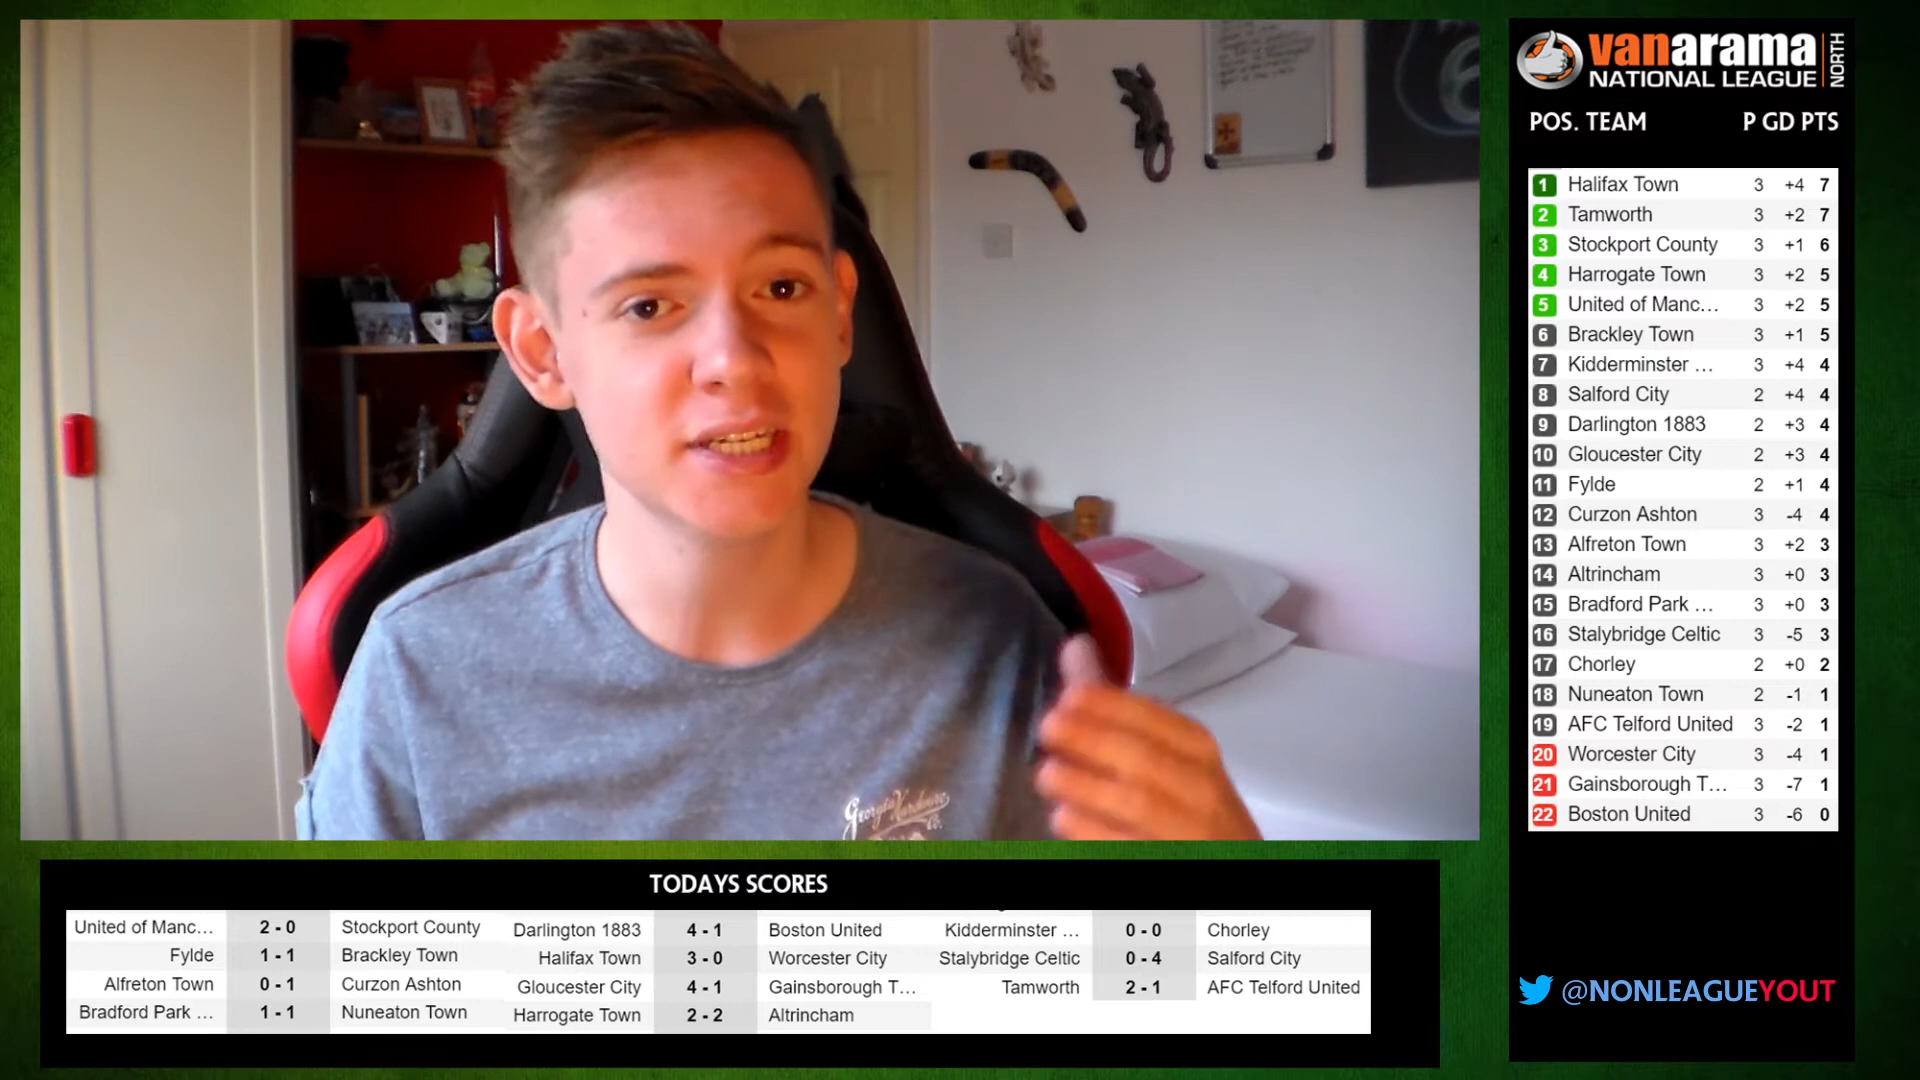 vanarama
NATIONAL LEAGUE NORTH
POS. TEAM P GD PTS
1 Halifax Town 3 +4 7
2 Tamworth 3 +2 7
3 Stockport County 3 +1 6
4 Harrogate Town 3 +2 5
5 United of Manc... 3 +2 5
6 Brackley Town 3 +1 5
7 Kidderminster ... 3 +4 4
8 Salford City 2 +4 4
9 Darlington 1883 2 +3 4
10 Gloucester City 2 +3 4
11 Fylde 2 +1 4
12 Curzon Ashton 3 -4 4
13 Alfreton Town 3 +2 3
14 Altrincham 3 +0 3
15 Bradford Park ... 3 +0 3
16 Stalybridge Celtic 3 -5 3
17 Chorley 2 +0 2
18 Nuneaton Town 2 -1 1
19 AFC Telford United 3 -2 1
20 Worcester City 3 -4 1
21 Gainsborough T... 3 -7 1
22 Boston United 3 -6 0
Georgia Hardware
Co.
TODAYS SCORES
United of Manc... 2 - 0 Stockport County
Fylde 1 - 1 Brackley Town
Alfreton Town 0 - 1 Curzon Ashton
Bradford Park ... 1 - 1 Nuneaton Town
Darlington 1883 4 - 1 Boston United
Halifax Town 3 - 0 Worcester City
Gloucester City 4 - 1 Gainsborough T...
Harrogate Town 2 - 2 Altrincham
Kidderminster ... 0 - 0 Chorley
Stalybridge Celtic 0 - 4 Salford City
Tamworth 2 - 1 AFC Telford United
@NONLEAGUEYOUT